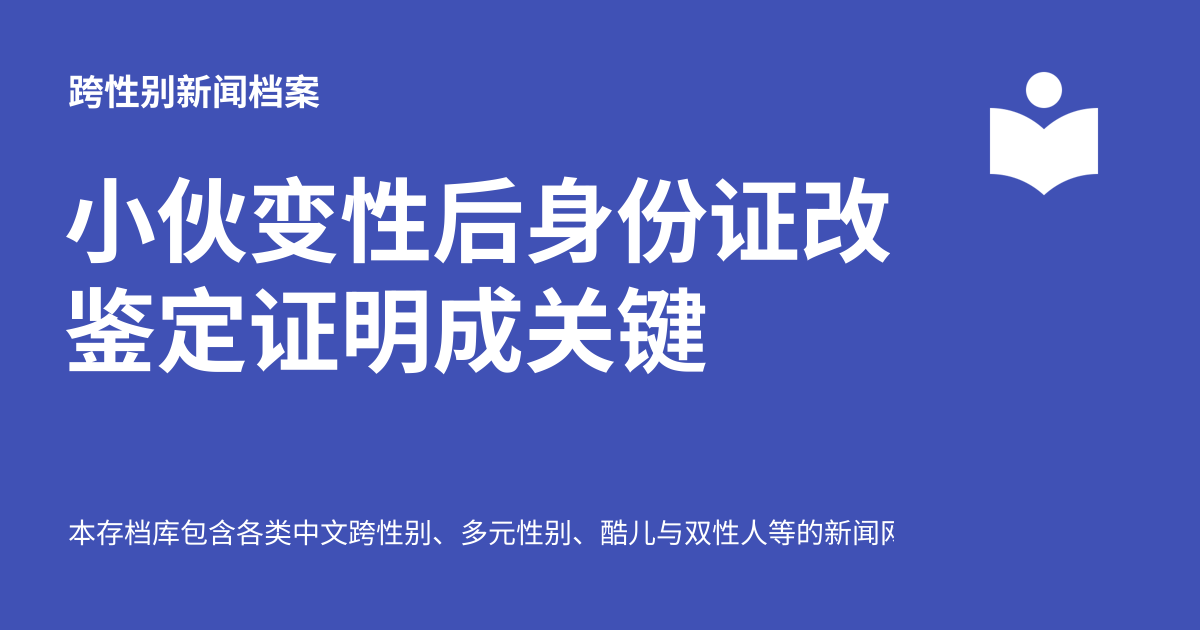 跨性别新闻档案
小伙变性后身份证改
鉴定证明成关键
本存档库包含各类中文跨性别、多元性别、酷儿与双性人等的新闻